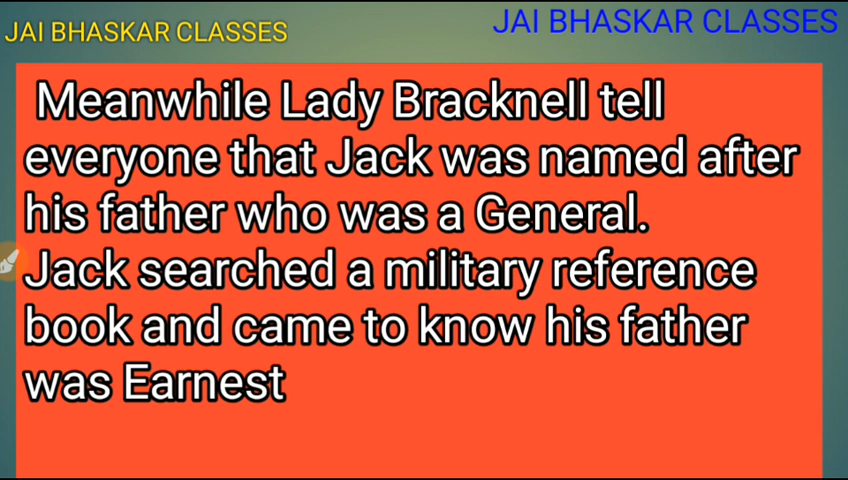 JAI BHASKAR CLASSES
JAI BHASKAR CLASSES
Meanwhile Lady Bracknell tell
everyone that Jack was named after
his father who was a General.
Jack searched a military reference
book and came to know his father
was Earnest